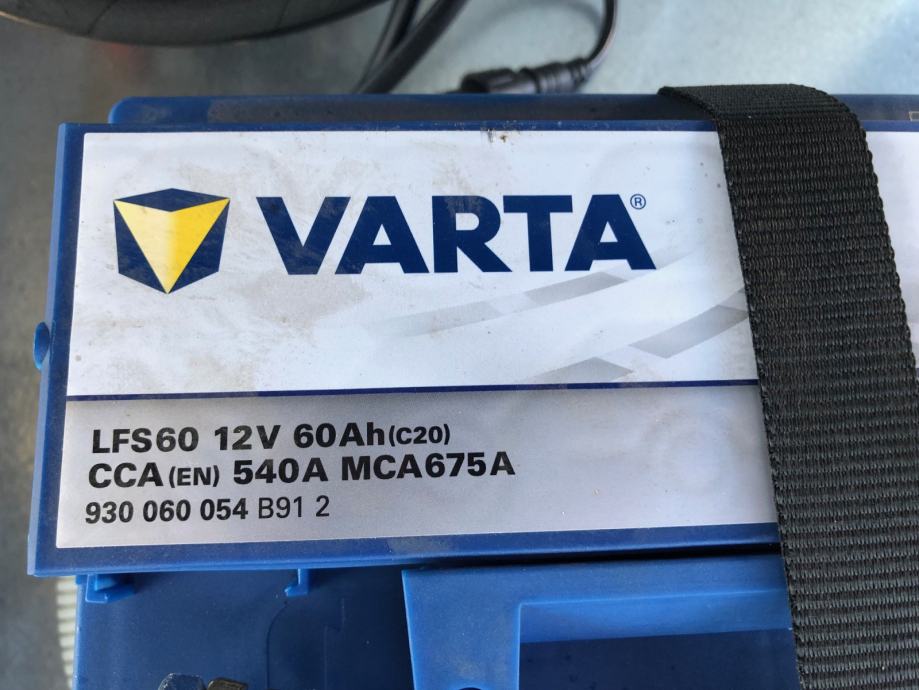 VARTA®
LFS60 12V 60Ah(C20)
CCA(EN) 540A MCA675A
930 060 054 B91 2